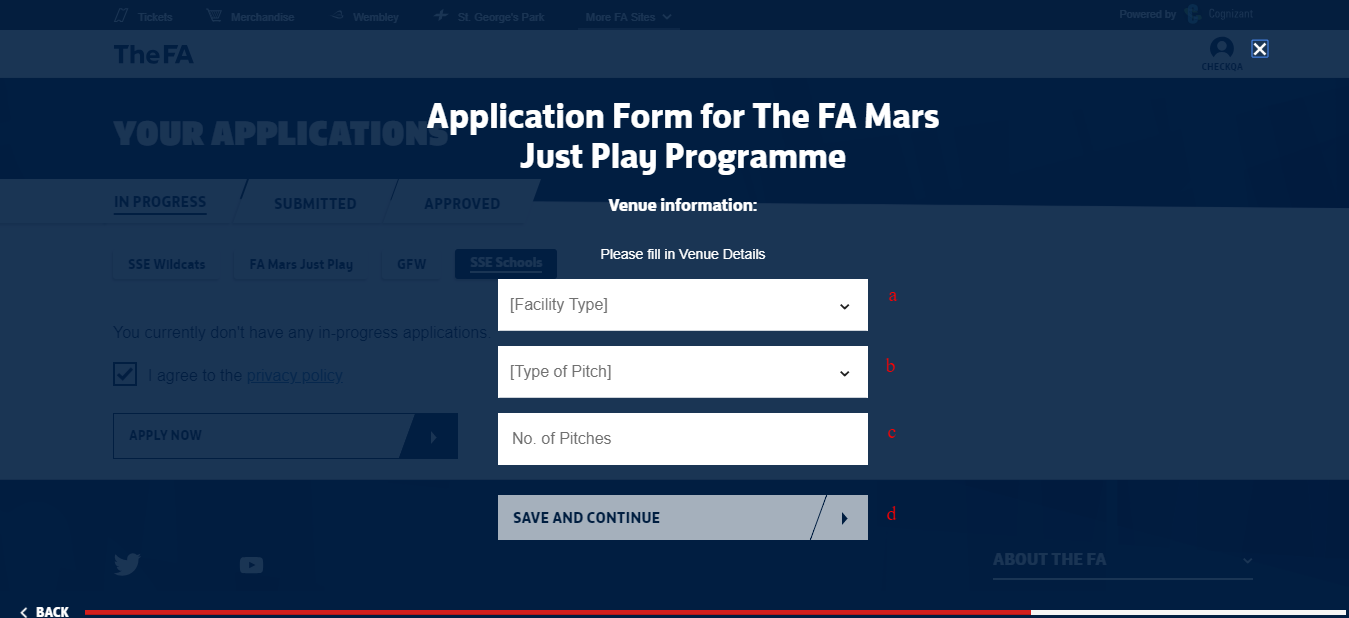 Tickets Merchandise Wembley St. George's Park More FA Sites Powered by Cognizant
TheFA
CHECKQA
Application Form for The FA Mars
YOUR APPLICATIONS
Just Play Programme
IN PROGRESS SUBMITTED APPROVED
Venue information:
Please fill in Venue Details
SSE Wildcats FA Mars Just Play GFW SSE Schools
[Facility Type] a
You currently don't have any in-progress applications
[Type of Pitch] b
I agree to the privacy policy
No. of Pitches c
APPLY NOW
SAVE AND CONTINUE d
ABOUT THE FA
BACK